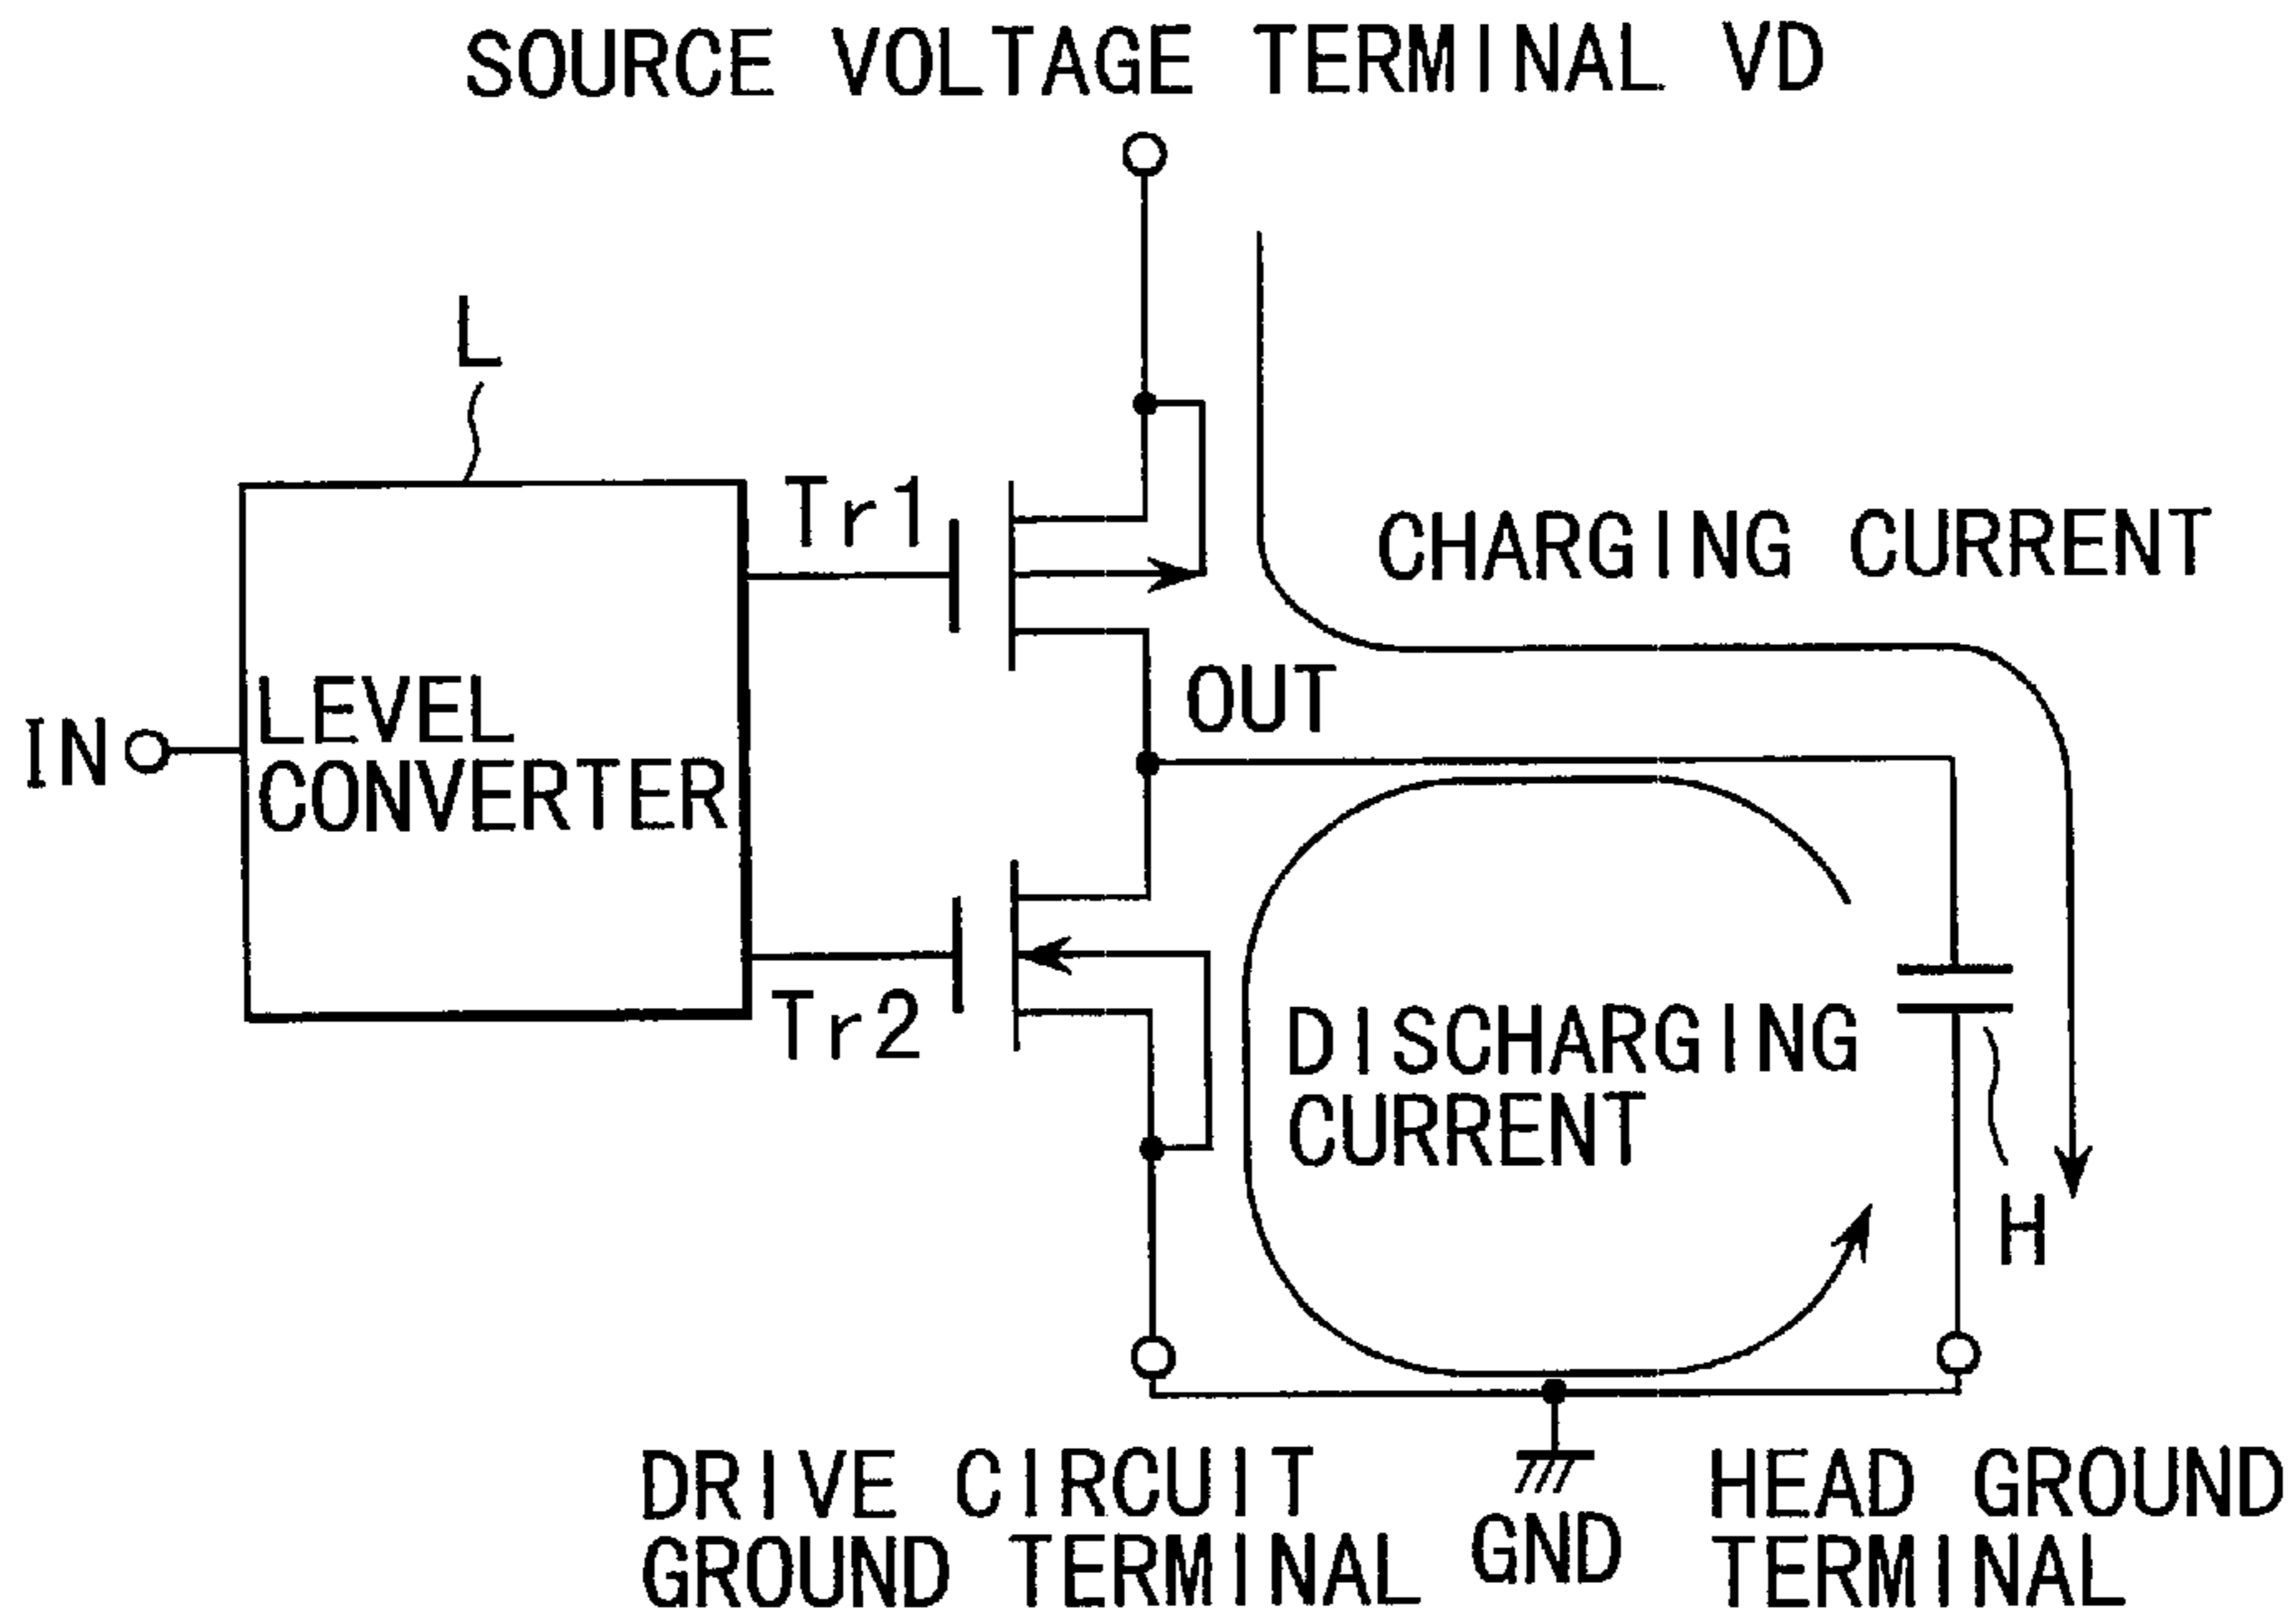 SOURCE VOLTAGE TERMINAL VD
L
Tr1
CHARGING CURRENT
OUT
IN
LEVEL
CONVERTER
Tr2
DISCHARGING
CURRENT
H
DRIVE CIRCUIT
GROUND TERMINAL
GND
HEAD GROUND
TERMINAL